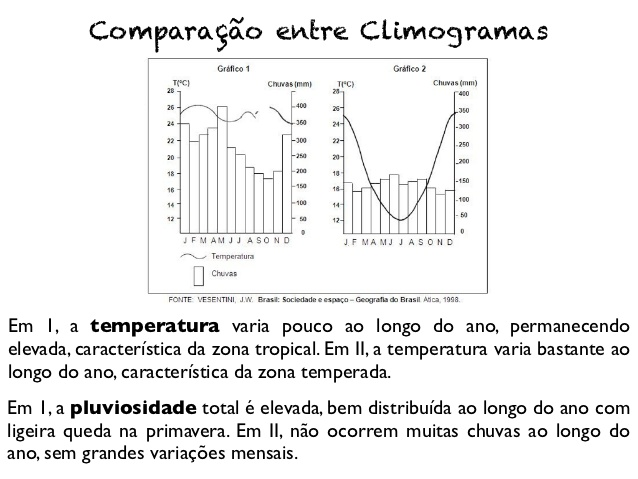 Comparação entre Climogramas
Gráfico 1
Gráfico 2
T(ºC)
Chuvas (mm)
T(ºC)
Chuvas (mm)
28
26
24
22
20
18
16
14
12
400
350
300
250
200
150
100
50
0
28
26
24
22
20
18
16
14
12
400
350
300
250
200
150
100
50
0
J F M A M J J A S O N D
J F M A M J J A S O N D
Temperatura
Chuvas
FONTE: VESENTINI, J.W. Brasil: Sociedade e espaço – Geografia do Brasil. Atica, 1998.
Em 1, a temperatura varia pouco ao longo do ano, permanecendo
elevada, característica da zona tropical. Em II, a temperatura varia bastante ao
longo do ano, característica da zona temperada.
Em 1, a pluviosidade total é elevada, bem distribuída ao longo do ano com
ligeira queda na primavera. Em II, não ocorrem muitas chuvas ao longo do
ano, sem grandes variações mensais.